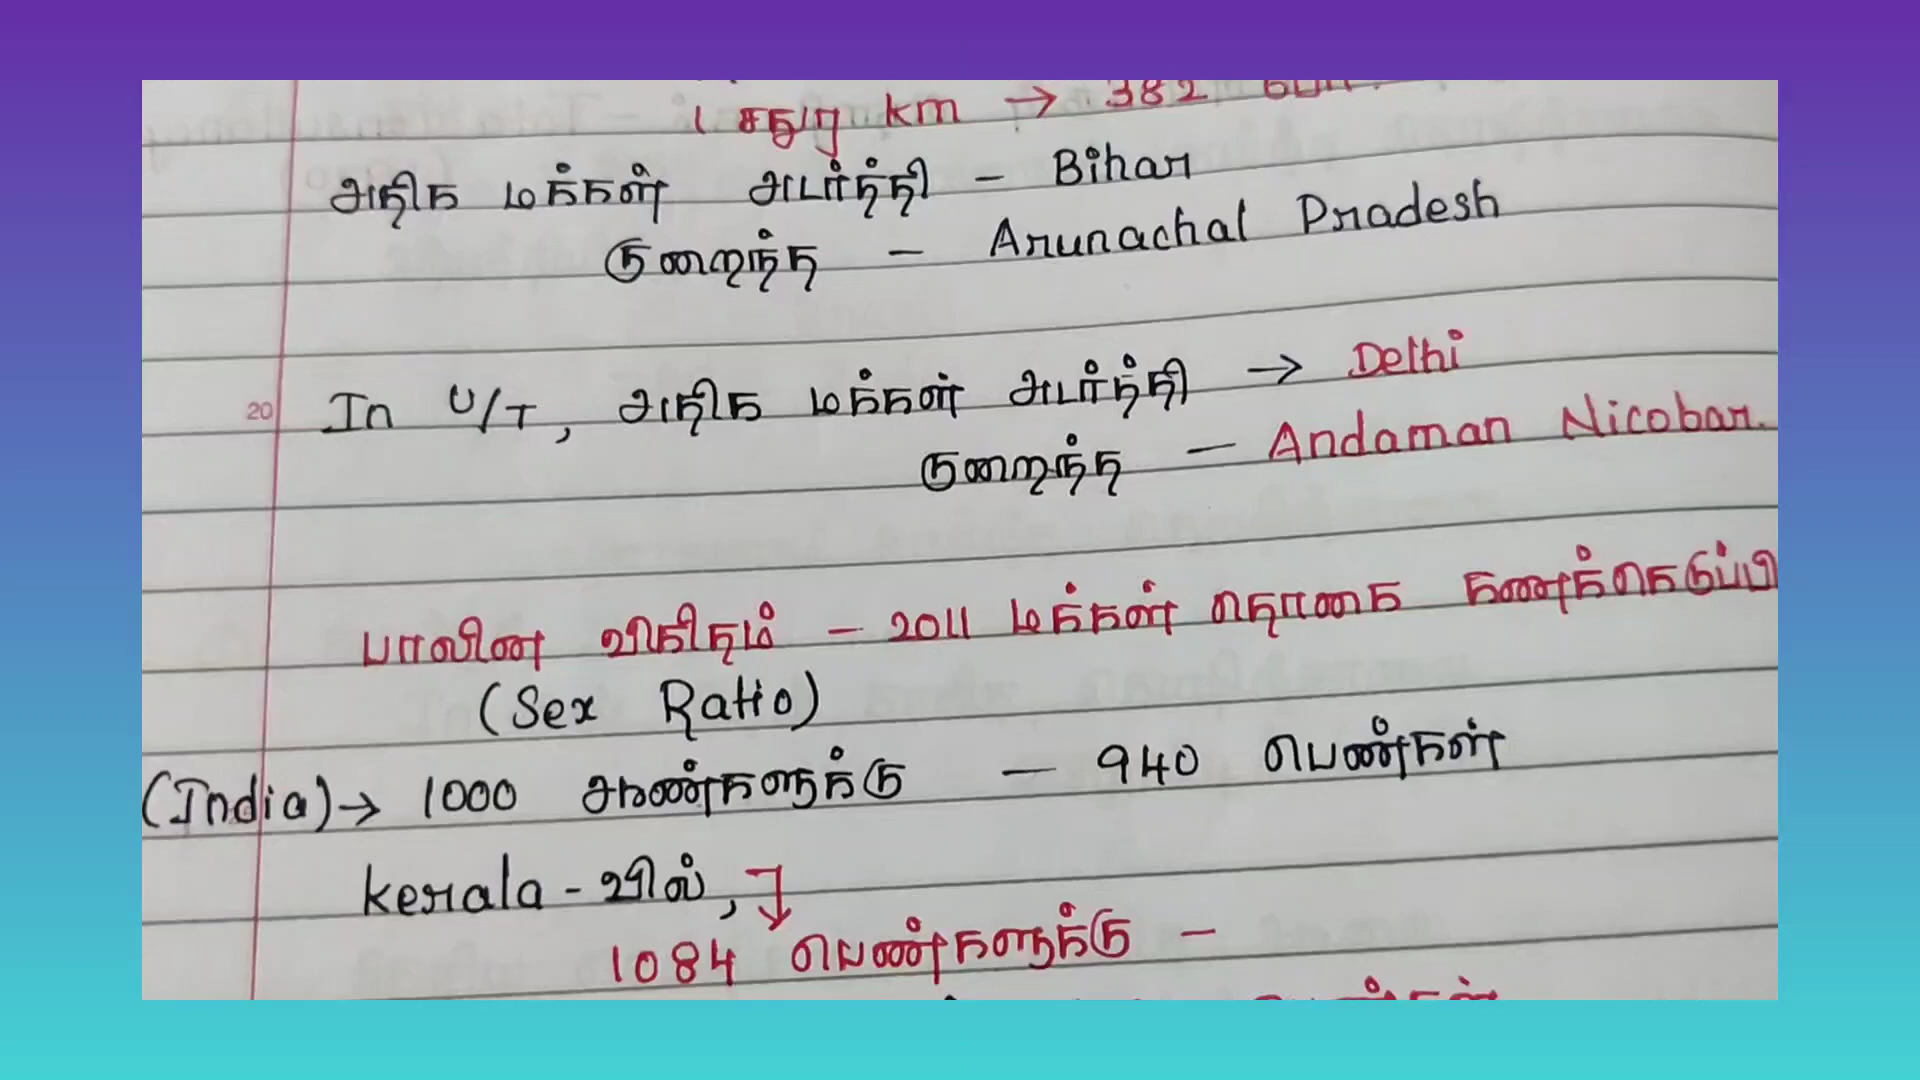 1 சதுர km → 382
அதிக மக்கள் அடர்த்தி - Bihar
குறைந்த - Arunachal Pradesh
20 In U/T, அதிக மக்கள் அடர்த்தி → Delhi
குறைந்த - Andaman Nicobar.
பாலின விகிதம் - 2011 மக்கள் தொகை கணக்கெடுப்பி
(Sex Ratio)
(India) → 1000 ஆண்களுக்கு - 940 பெண்கள்
Kerala - வில்,
1084 பெண்களுக்கு -